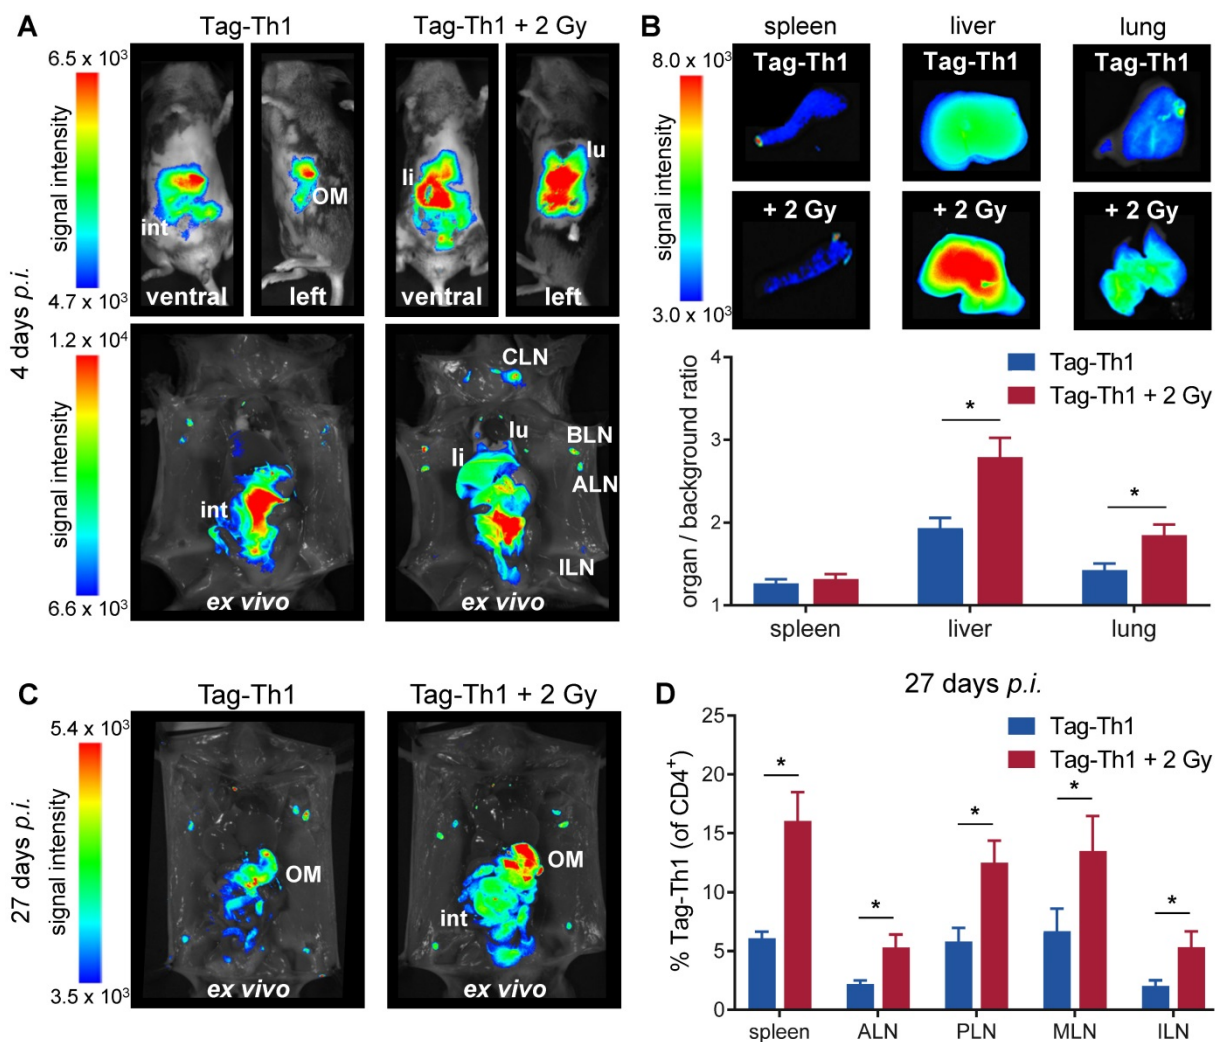 A
Tag-Th1
Tag-Th1 + 2 Gy
4 days p.i.
signal intensity
6.5 x 10³
4.7 x 10³
int
ventral
OM
left
li
ventral
lu
left
signal intensity
1.2 x 10⁴
6.6 x 10³
int
ex vivo
CLN
lu
li
BLN
ALN
ILN
ex vivo
B
spleen
liver
lung
signal intensity
8.0 x 10³
3.0 x 10³
Tag-Th1
Tag-Th1
Tag-Th1
+ 2 Gy
+ 2 Gy
+ 2 Gy
organ / background ratio
4
3
2
1
Tag-Th1
Tag-Th1 + 2 Gy
*
*
spleen
liver
lung
C
Tag-Th1
Tag-Th1 + 2 Gy
27 days p.i.
signal intensity
5.4 x 10³
3.5 x 10³
OM
ex vivo
OM
int
ex vivo
D
27 days p.i.
% Tag-Th1 (of CD4⁺)
25
20
15
10
5
0
Tag-Th1
Tag-Th1 + 2 Gy
*
*
*
*
*
spleen
ALN
PLN
MLN
ILN